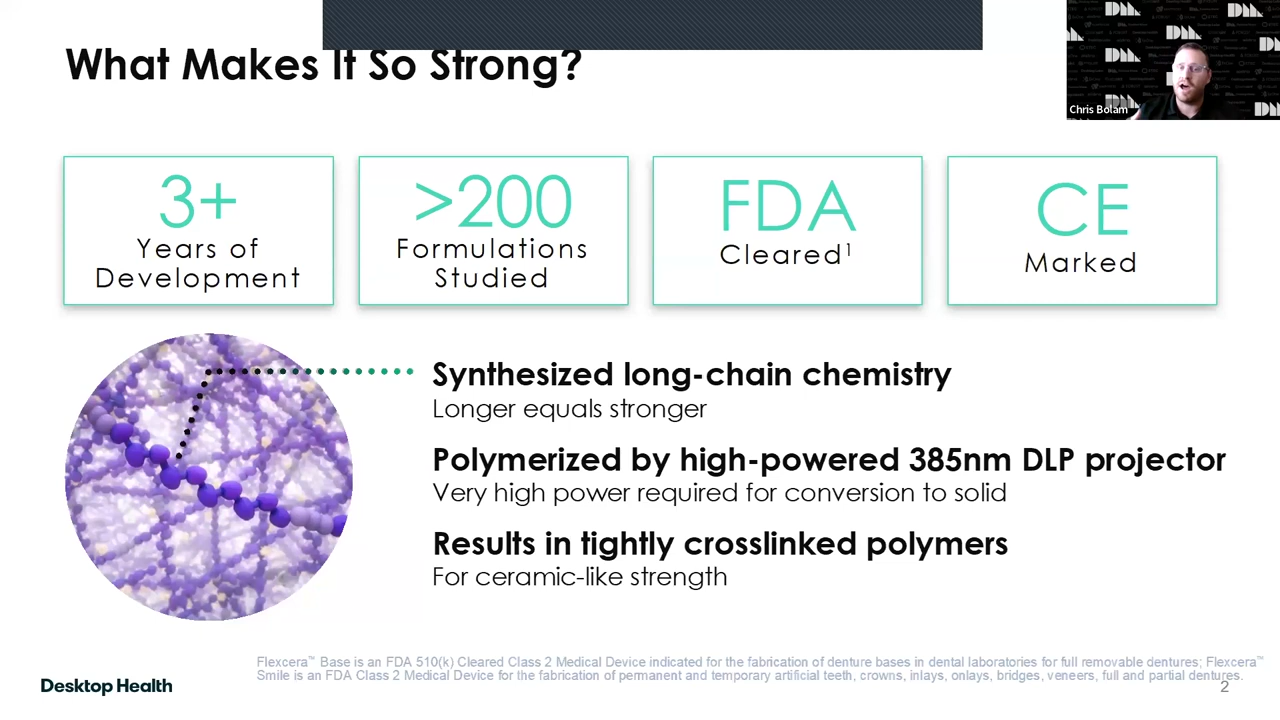 What Makes It So Strong?
Chris Bolam
3+
Years of
Development
>200
Formulations
Studied
FDA
Cleared¹
CE
Marked
Synthesized long-chain chemistry
Longer equals stronger
Polymerized by high-powered 385nm DLP projector
Very high power required for conversion to solid
Results in tightly crosslinked polymers
For ceramic-like strength
Flexcera™ Base is an FDA 510(k) Cleared Class 2 Medical Device indicated for the fabrication of denture bases in dental laboratories for full removable dentures; Flexcera™
Smile is an FDA Class 2 Medical Device for the fabrication of permanent and temporary artificial teeth, crowns, inlays, onlays, bridges, veneers, full and partial dentures.
Desktop Health
2